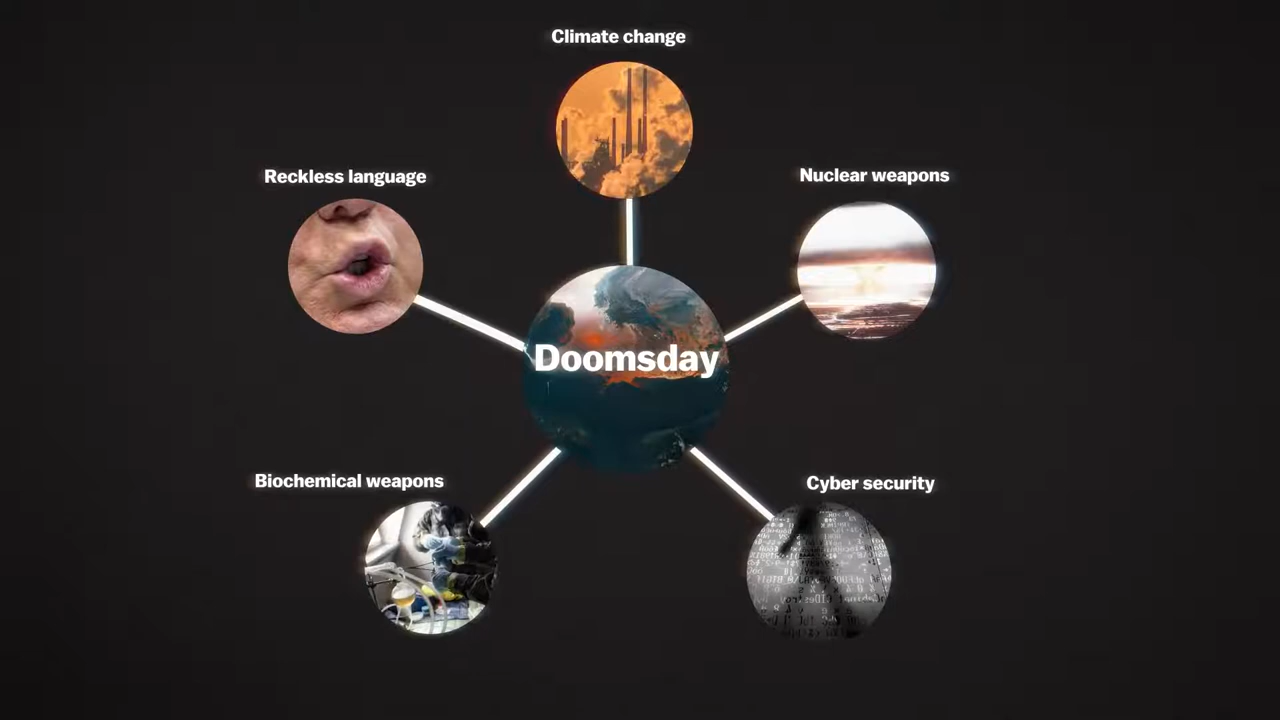 Climate change
Reckless language
Nuclear weapons
Doomsday
Biochemical weapons
Cyber security